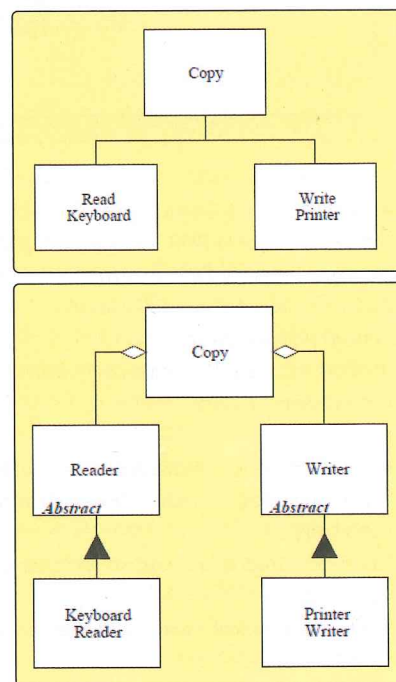 Copy
Read
Keyboard
Write
Printer
Copy
Reader
Abstract
Writer
Abstract
Keyboard
Reader
Printer
Writer